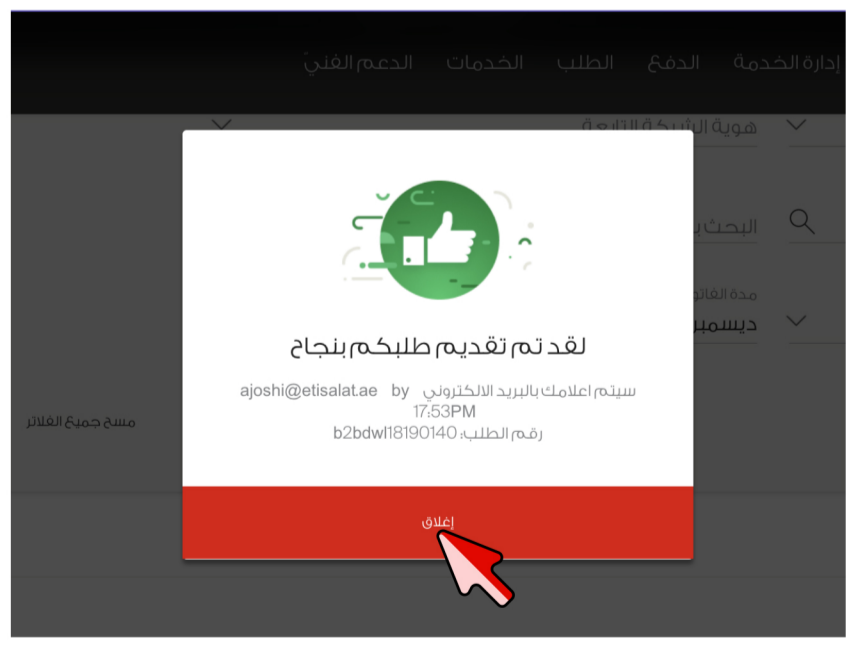 إدارة الخدمة الدفع الطلب الخدمات الدعم الفنيّ
هوية الشركة التابعة
البحث
مدة
ديسمبر
مسح جميع الفلاتر
لقد تم تقديم طلبكم بنجاح
سيتم اعلامك بالبريد الالكتروني ajoshi@etisalat.ae by
17:53PM
رقم الطلب: b2bdwl18190140
إغلاق